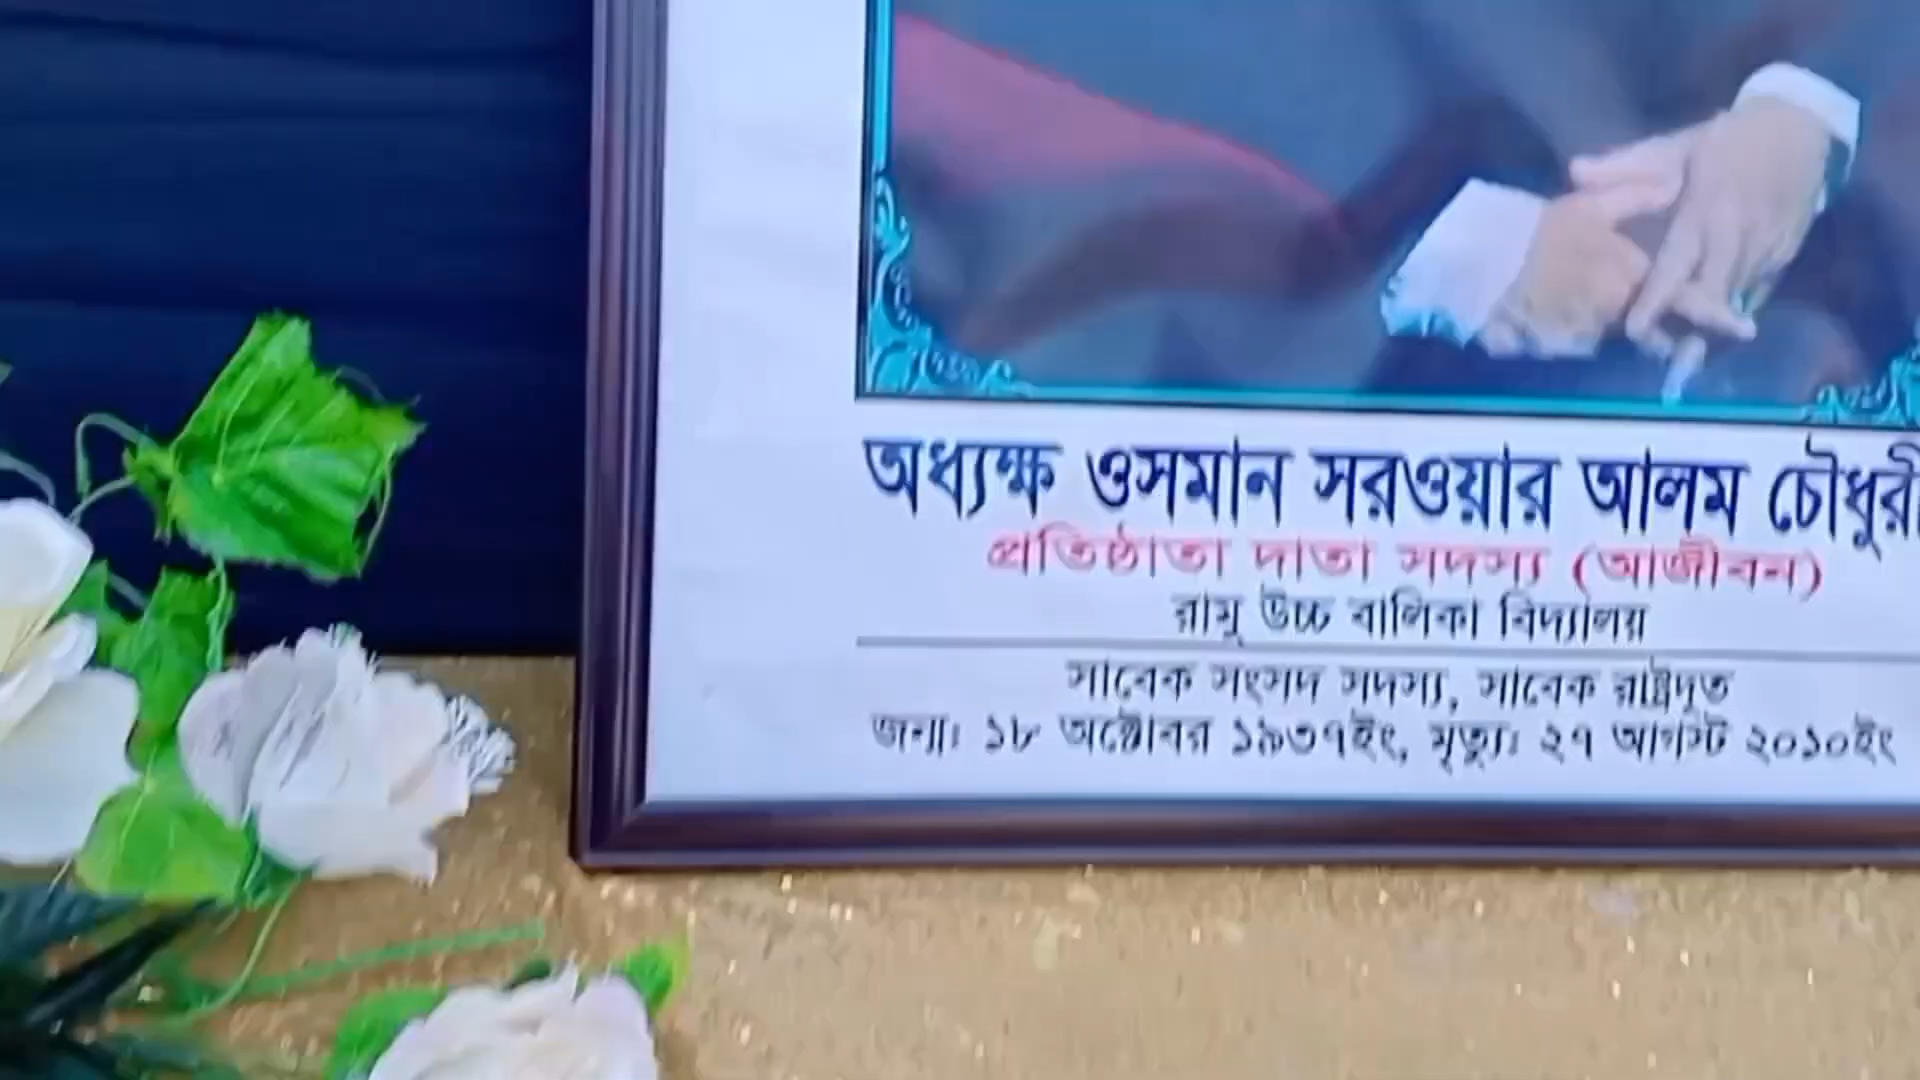 অধ্যক্ষ ওসমান সরওয়ার আলম চৌধুরী
প্রতিষ্ঠাতা দাতা সদস্য (আজীবন)
রামু উচ্চ বালিকা বিদ্যালয়
সাবেক সংসদ সদস্য, সাবেক রাষ্ট্রদূত
জন্মঃ ১৮ অক্টোবর ১৯৩৭ইং, মৃত্যুঃ ২৭ আগস্ট ২০১০ইং